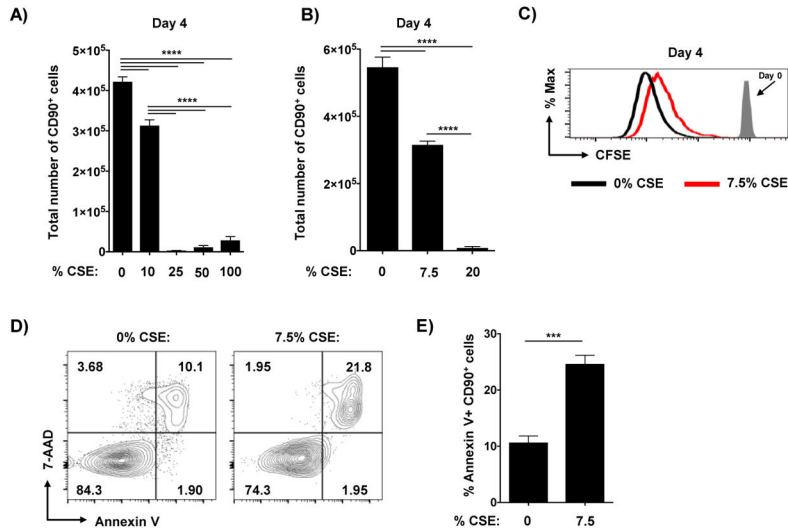 A)
Day 4
Total number of CD90⁺ cells
5×10⁵
4×10⁵
3×10⁵
2×10⁵
1×10⁵
0
****
****
% CSE: 0 10 25 50 100
B)
Day 4
Total number of CD90⁺ cells
6×10⁵
4×10⁵
2×10⁵
0
****
****
% CSE: 0 7.5 20
C)
Day 4
% Max
Day 0
CFSE
0% CSE 7.5% CSE
D)
0% CSE: 7.5% CSE:
3.68 10.1 1.95 21.8
84.3 1.90 74.3 1.95
7-AAD
Annexin V
E)
% Annexin V+ CD90⁺ cells
30
20
10
0
***
% CSE: 0 7.5